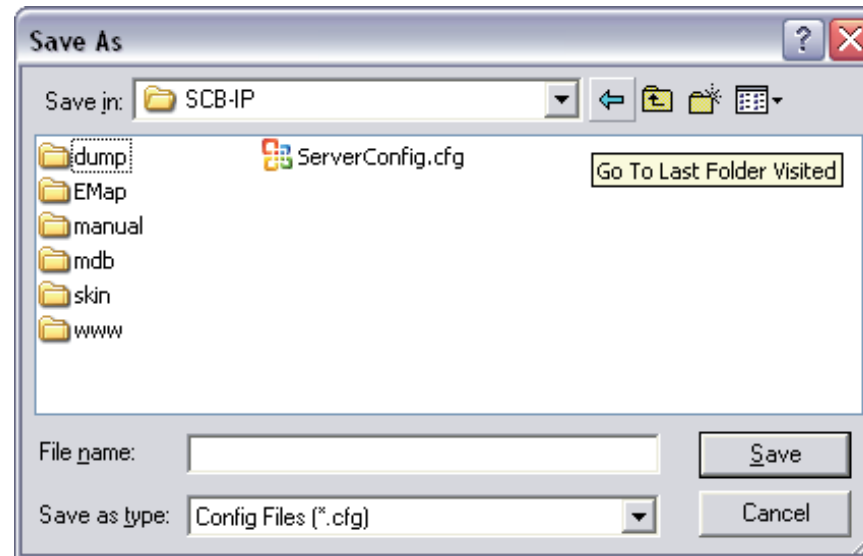 Save As
Save in: SCB-IP
dump ServerConfig.cfg
Go To Last Folder Visited
EMap
manual
mdb
skin
www
File name: Save
Save as type: Config Files (*.cfg) Cancel